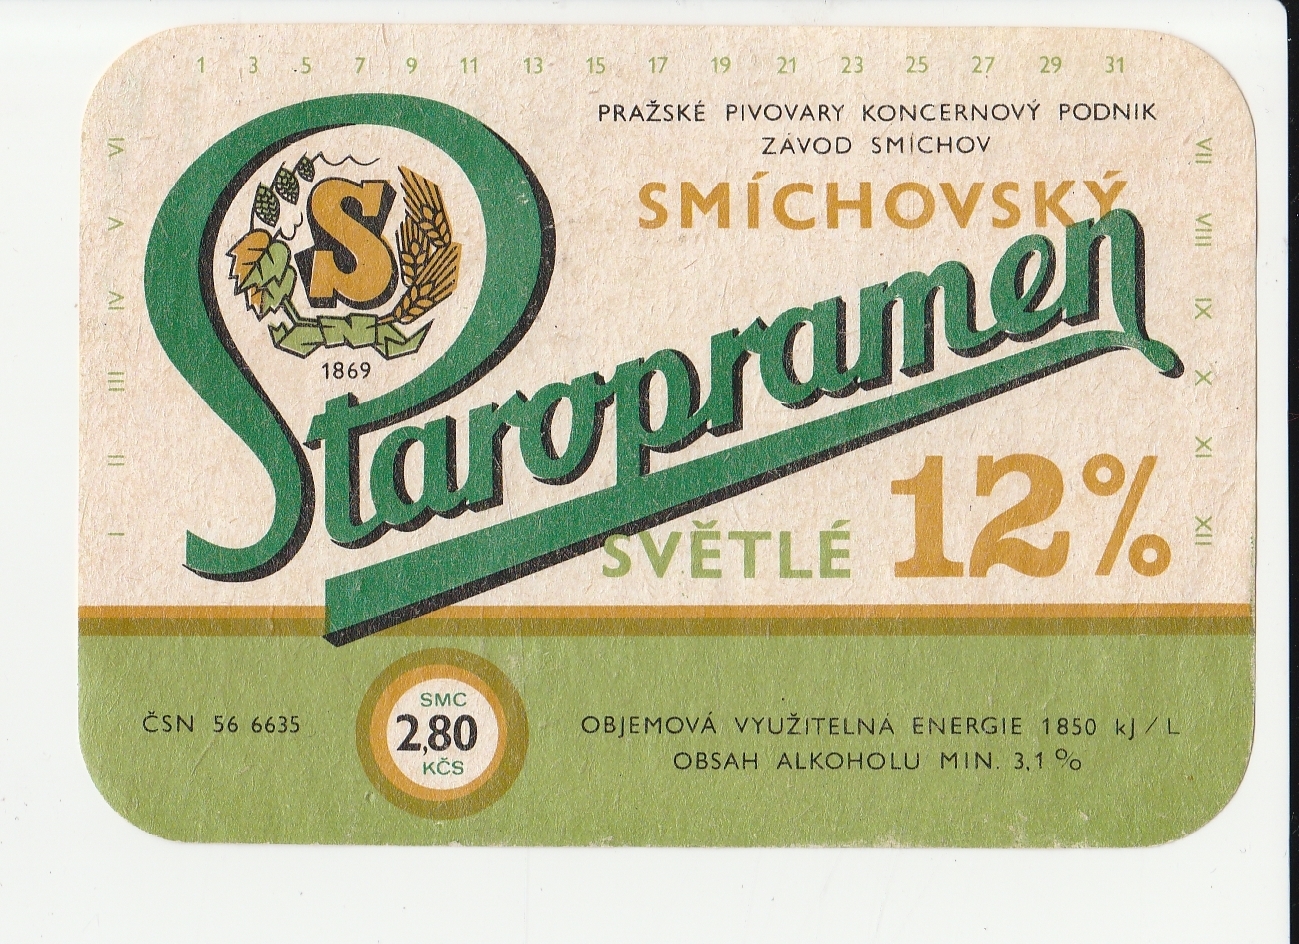 1 3 5 7 9 11 13 15 17 19 21 23 25 27 29 31
PRAŽSKÉ PIVOVARY KONCERNOVÝ PODNIK
ZÁVOD SMÍCHOV
SMÍCHOVSKÝ
Staropramen
S
1869
SVĚTLÉ 12%
VI
V
IV
III
II
I
VII
VIII
IX
X
XI
XII
ČSN 56 6635
SMC
2,80
KČS
OBJEMOVÁ VYUŽITELNÁ ENERGIE 1850 kJ/L
OBSAH ALKOHOLU MIN. 3,1 %